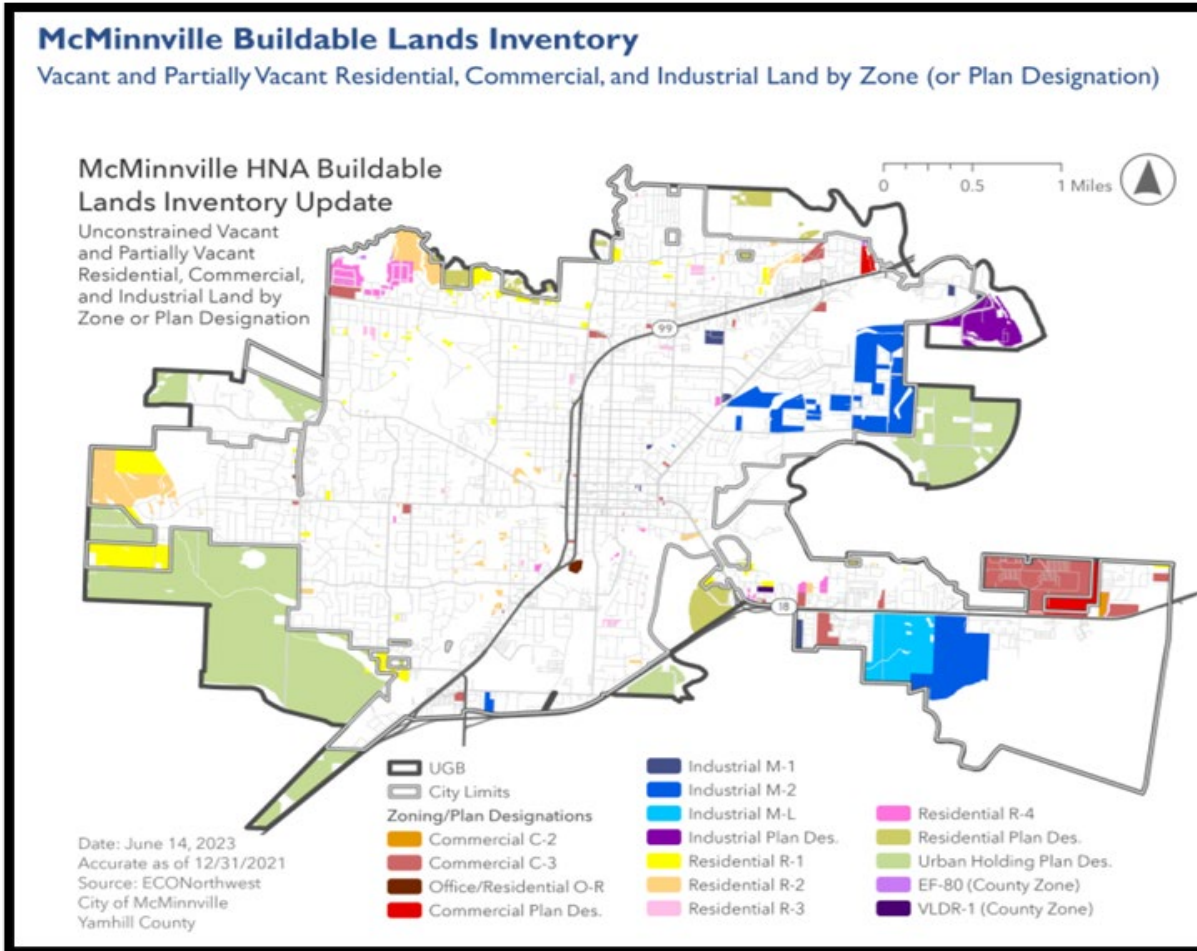 McMinnville Buildable Lands Inventory
Vacant and Partially Vacant Residential, Commercial, and Industrial Land by Zone (or Plan Designation)
McMinnville HNA Buildable
Lands Inventory Update
Unconstrained Vacant
and Partially Vacant
Residential, Commercial,
and Industrial Land by
Zone or Plan Designation
0 0.5 1 Miles
99
18
UGB
City Limits
Zoning/Plan Designations
Commercial C-2
Commercial C-3
Office/Residential O-R
Commercial Plan Des.
Industrial M-1
Industrial M-2
Industrial M-L
Industrial Plan Des.
Residential R-1
Residential R-2
Residential R-3
Residential R-4
Residential Plan Des.
Urban Holding Plan Des.
EF-80 (County Zone)
VLDR-1 (County Zone)
Date: June 14, 2023
Accurate as of 12/31/2021
Source: ECONorthwest
City of McMinnville
Yamhill County